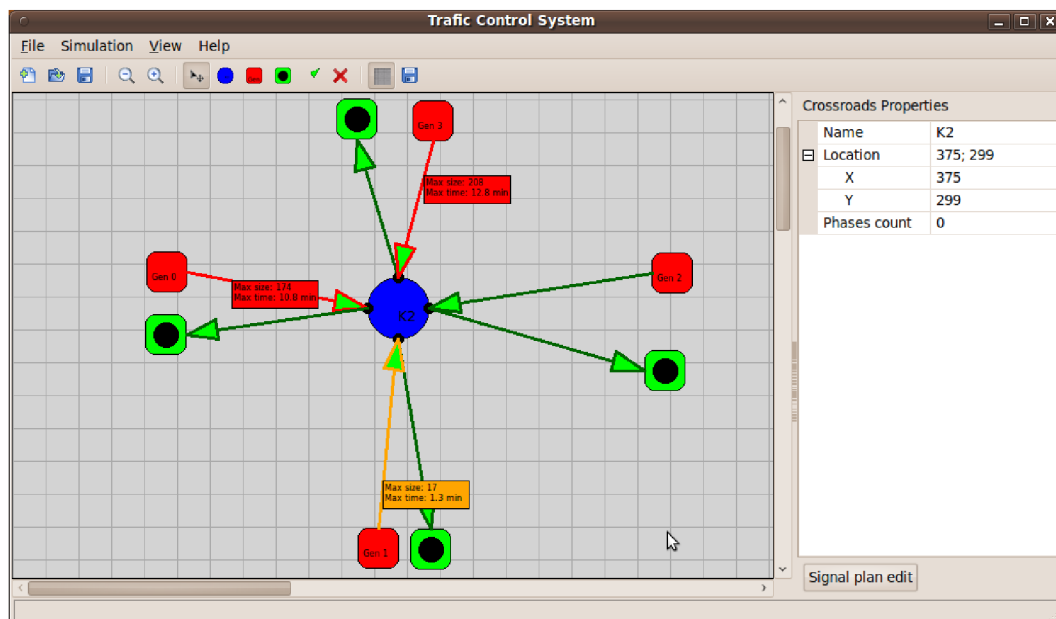 Trafic Control System
File Simulation View Help
Crossroads Properties
Name K2
Location 375; 299
X 375
Y 299
Phases count 0
Gen 3
Max size: 208
Max time: 12.8 min
Gen 0
Max size: 174
Max time: 10.8 min
Gen 2
K2
Max size: 17
Max time: 1.3 min
Gen 1
Signal plan edit